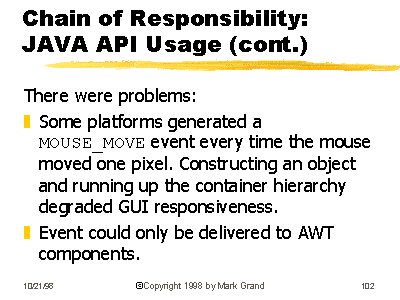 Chain of Responsibility:
JAVA API Usage (cont.)
There were problems:
Some platforms generated a
MOUSE_MOVE event every time the mouse
moved one pixel. Constructing an object
and running up the container hierarchy
degraded GUI responsiveness.
Event could only be delivered to AWT
components.
10/21/98 ©Copyright 1998 by Mark Grand 102